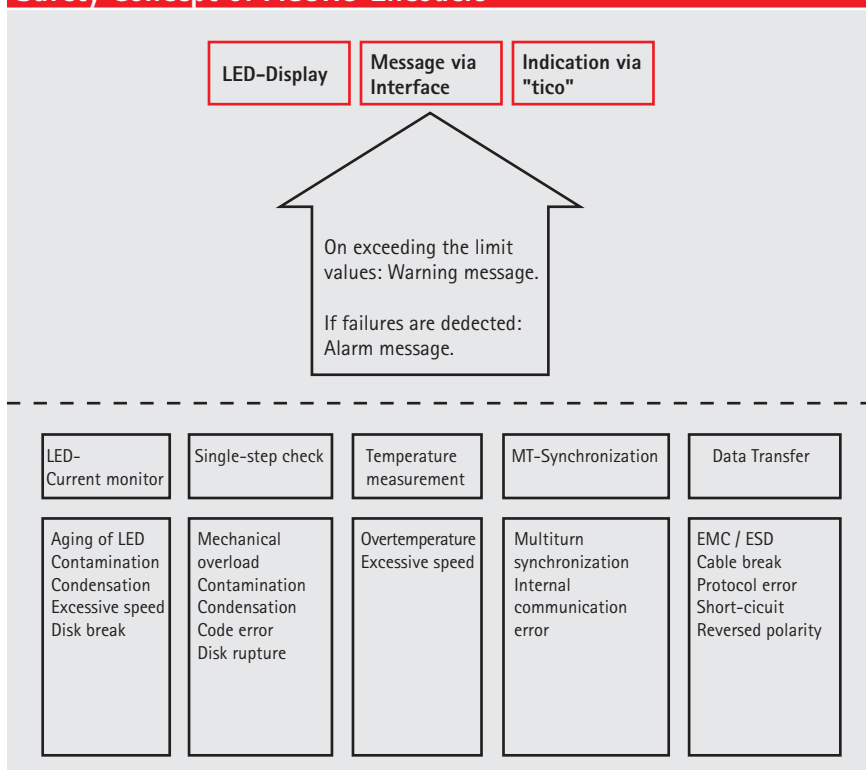 LED-Display
Message via
Interface
Indication via
"tico"
On exceeding the limit
values: Warning message.
If failures are dedected:
Alarm message.
LED-
Current monitor
Single-step check
Temperature
measurement
MT-Synchronization
Data Transfer
Aging of LED
Contamination
Condensation
Excessive speed
Disk break
Mechanical
overload
Contamination
Condensation
Code error
Disk rupture
Overtemperature
Excessive speed
Multiturn
synchronization
Internal
communication
error
EMC / ESD
Cable break
Protocol error
Short-cicuit
Reversed polarity